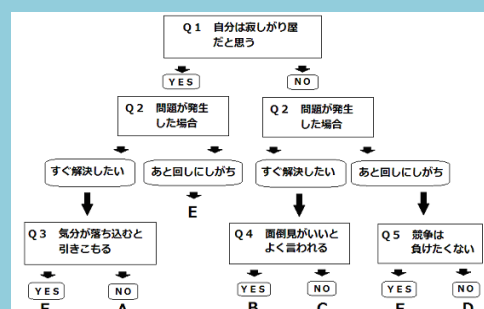 Q1 自分は寂しがり屋
だと思う
YES
NO
Q2 問題が発生
した場合
Q2 問題が発生
した場合
すぐ解決したい
あと回しにしがち
すぐ解決したい
あと回しにしがち
E
Q3 気分が落ち込むと
引きこもる
Q4 面倒見がいいと
よく言われる
Q5 競争は
負けたくない
YES
NO
YES
NO
YES
NO
A
B
C
D